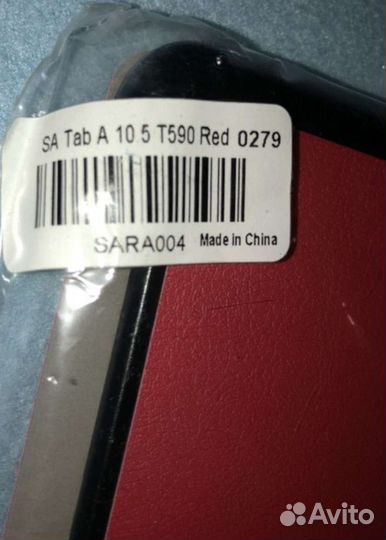 SA Tab A 10 5 T590 Red 0279
SARA004 Made in China
Avito